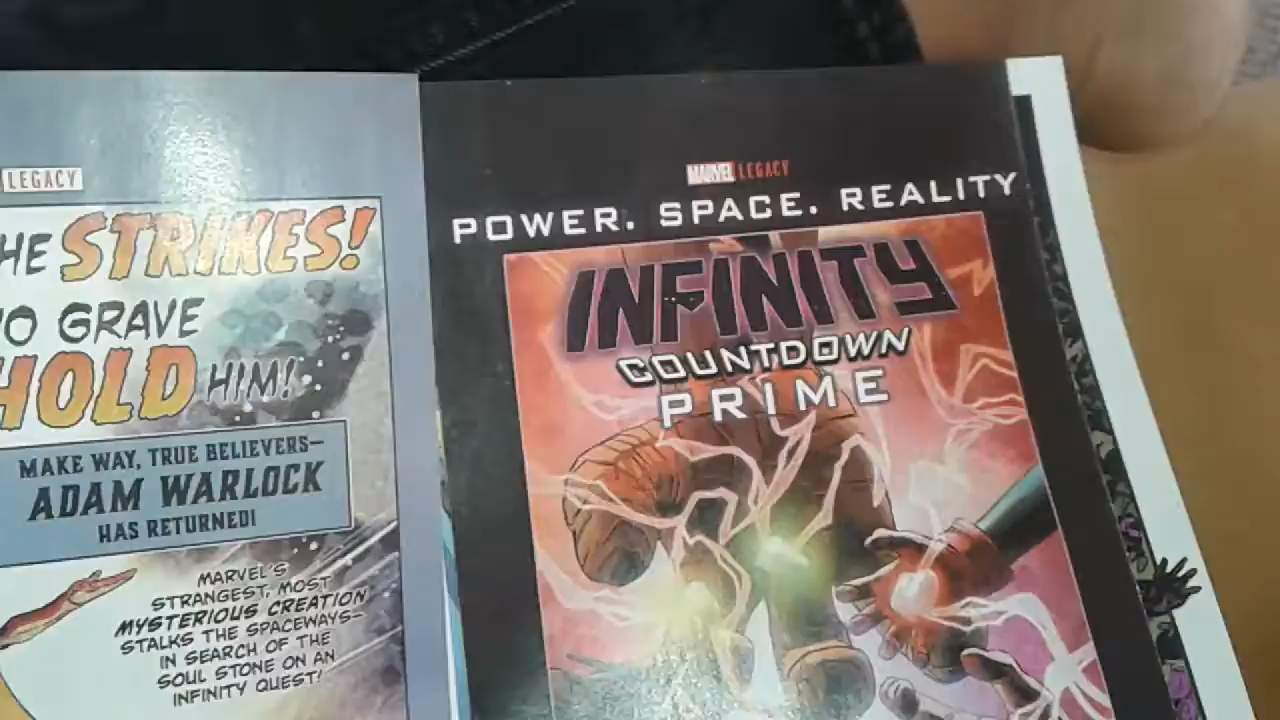 LEGACY
HE STRIKES!
O GRAVE
HOLD HIM!
MAKE WAY, TRUE BELIEVERS—
ADAM WARLOCK
HAS RETURNED!
MARVEL'S
STRANGEST, MOST
MYSTERIOUS CREATION
STALKS THE SPACEWAYS—
IN SEARCH OF THE
SOUL STONE ON AN
INFINITY QUEST!
MARVEL LEGACY
POWER. SPACE. REALITY
INFINITY
COUNTDOWN
PRIME